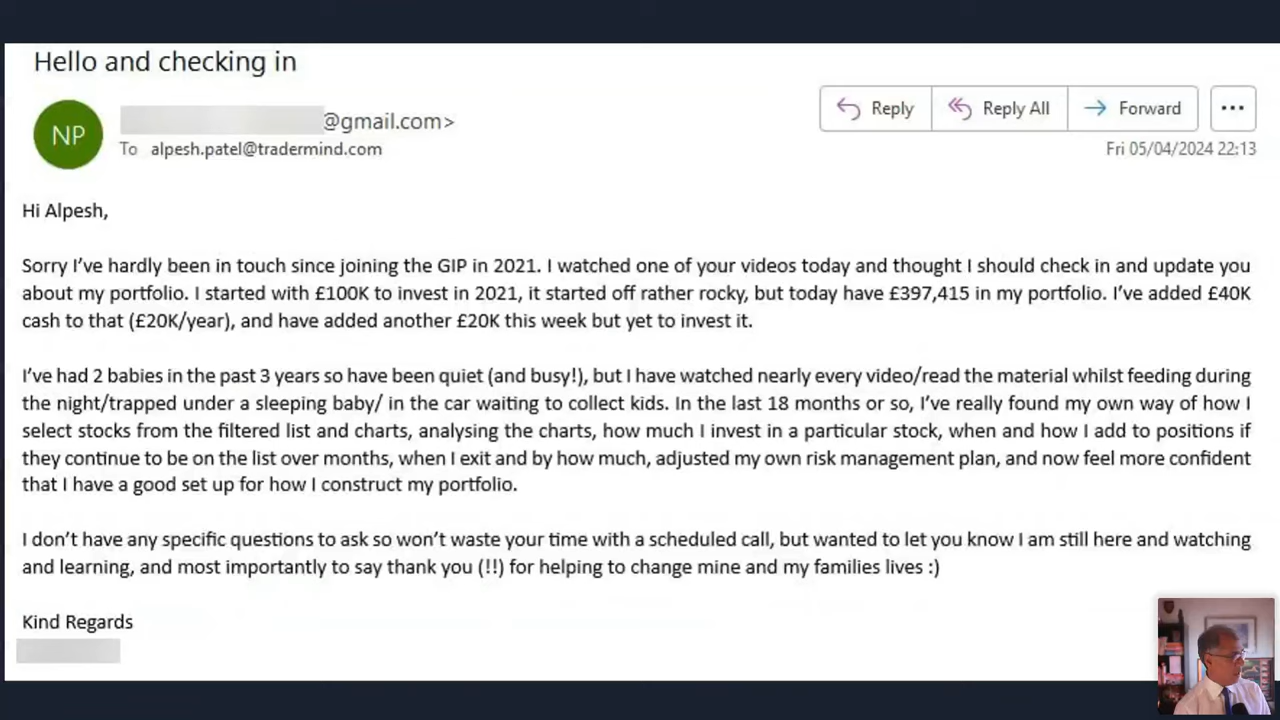 Hello and checking in
NP
@gmail.com>
To alpesh.patel@tradermind.com
Reply
Reply All
Forward
Fri 05/04/2024 22:13
Hi Alpesh,
Sorry I’ve hardly been in touch since joining the GIP in 2021. I watched one of your videos today and thought I should check in and update you
about my portfolio. I started with £100K to invest in 2021, it started off rather rocky, but today have £397,415 in my portfolio. I’ve added £40K
cash to that (£20K/year), and have added another £20K this week but yet to invest it.
I’ve had 2 babies in the past 3 years so have been quiet (and busy!), but I have watched nearly every video/read the material whilst feeding during
the night/trapped under a sleeping baby/ in the car waiting to collect kids. In the last 18 months or so, I’ve really found my own way of how I
select stocks from the filtered list and charts, analysing the charts, how much I invest in a particular stock, when and how I add to positions if
they continue to be on the list over months, when I exit and by how much, adjusted my own risk management plan, and now feel more confident
that I have a good set up for how I construct my portfolio.
I don’t have any specific questions to ask so won’t waste your time with a scheduled call, but wanted to let you know I am still here and watching
and learning, and most importantly to say thank you (!!) for helping to change mine and my families lives :)
Kind Regards